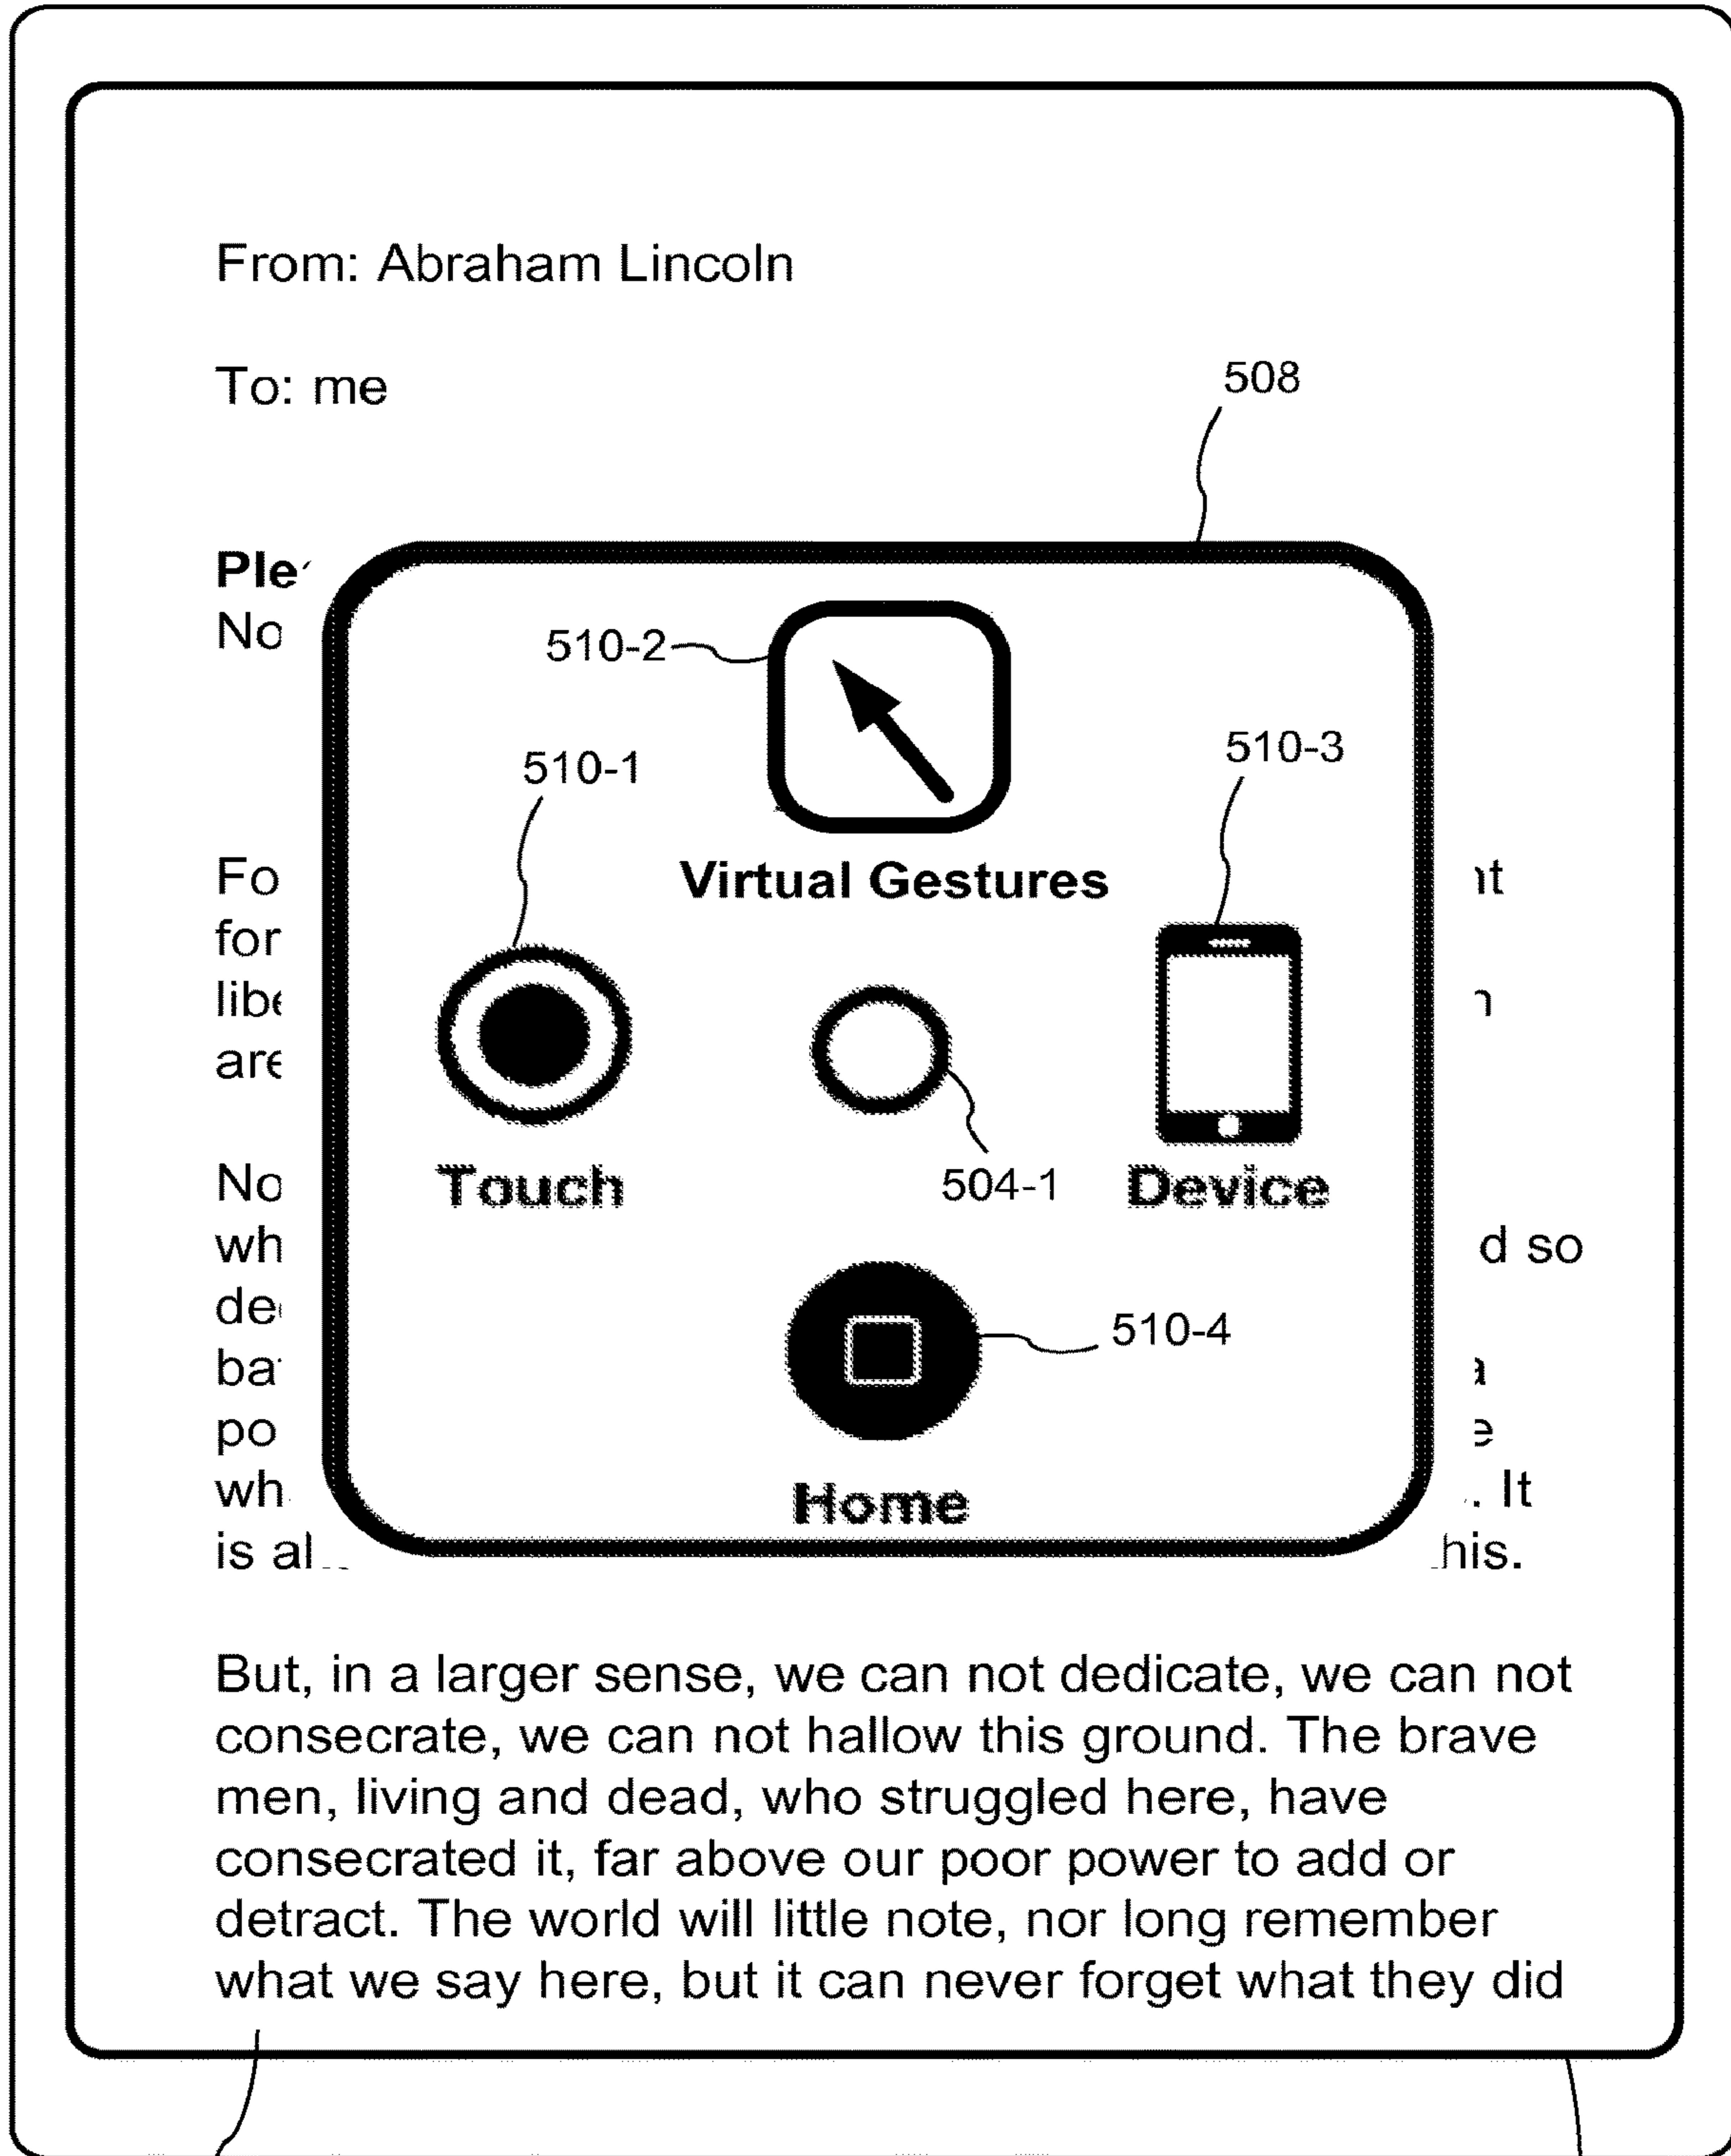 From: Abraham Lincoln
To: me
508
No
510-2
510-1
510-3
Virtual Gestures
Touch
504-1
Device
d so
510-4
Home
. It
is al
his.
But, in a larger sense, we can not dedicate, we can not
consecrate, we can not hallow this ground. The brave
men, living and dead, who struggled here, have
consecrated it, far above our poor power to add or
detract. The world will little note, nor long remember
what we say here, but it can never forget what they did